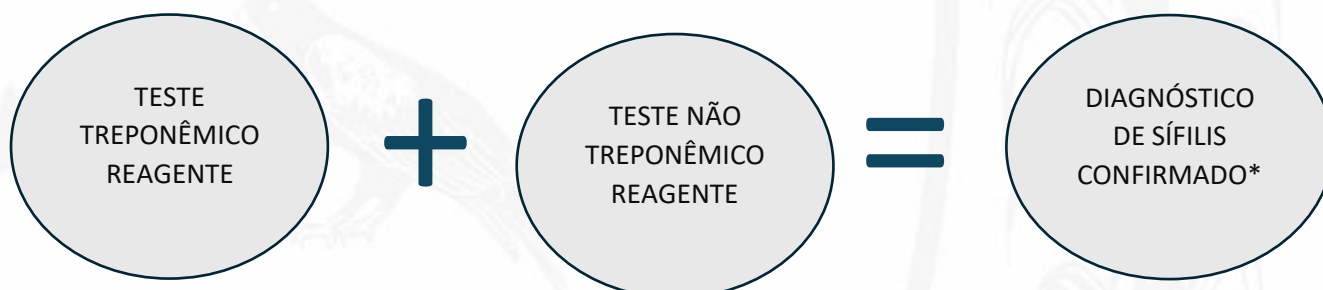 TESTE
TREPONÊMICO
REAGENTE
+
TESTE NÃO
TREPONÊMICO
REAGENTE
=
DIAGNÓSTICO
DE SÍFILIS
CONFIRMADO*